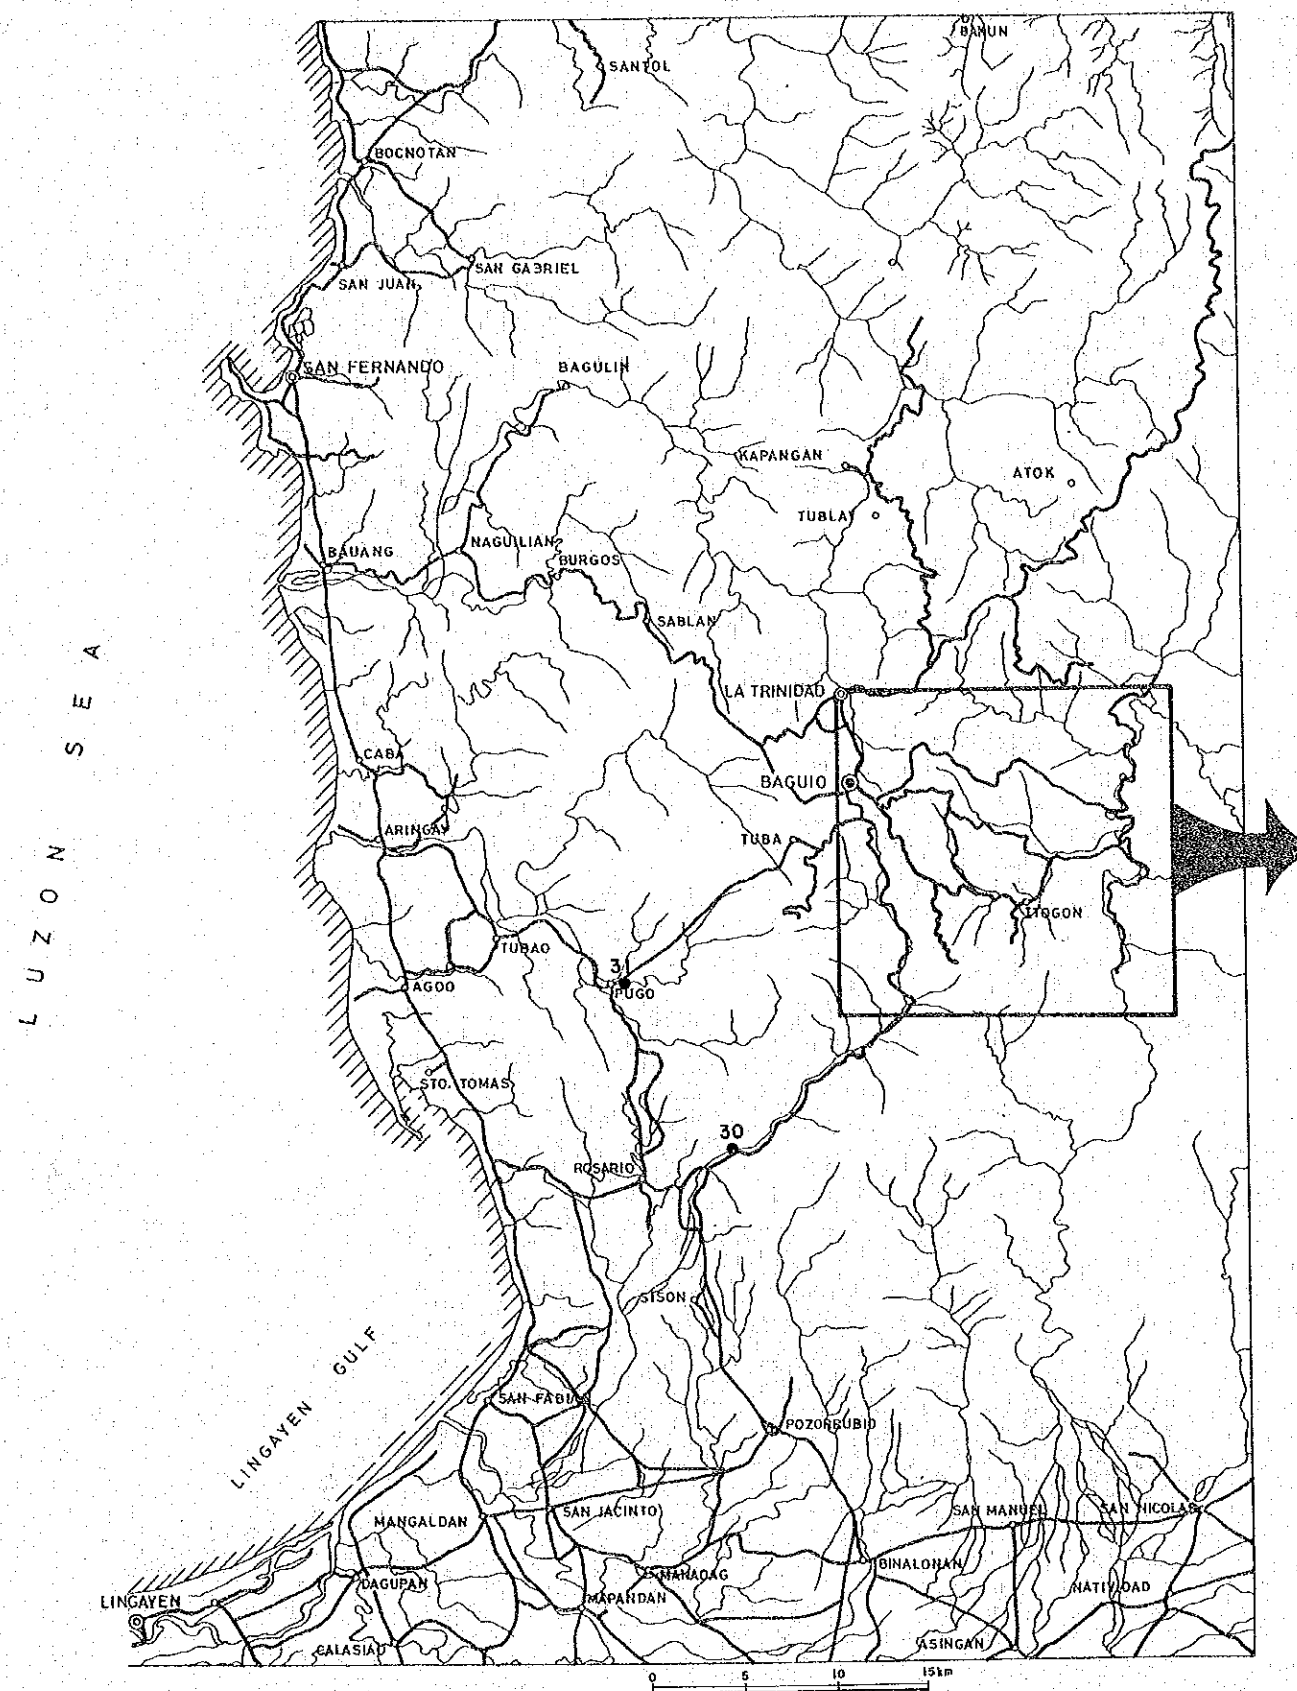 BAKUN
SANTOL
BOCNOTAN
SAN GABRIEL
SAN JUAN
SAN FERNANDO
BAGULIN
KAPANGAN
ATOK
TUBLAY
NAGUILIAN
BAUANG
BURGOS
SABLAN
LUZON SEA
LA TRINIDAD
CABA
BAGUIO
ARINGAY
TUBA
ITOGON
TUBAO
31
AGOO
PUGO
STO. TOMAS
30
ROSARIO
SISON
LINGAYEN GULF
SAN FABIAN
POZORRUBIO
MANGALDAN
SAN JACINTO
SAN MANUEL
SAN NICOLAS
BINALONAN
MANAOAG
DAGUPAN
NATIVIDAD
LINGAYEN
MAPANDAN
CALASIAO
ASINGAN
0 5 10 15km